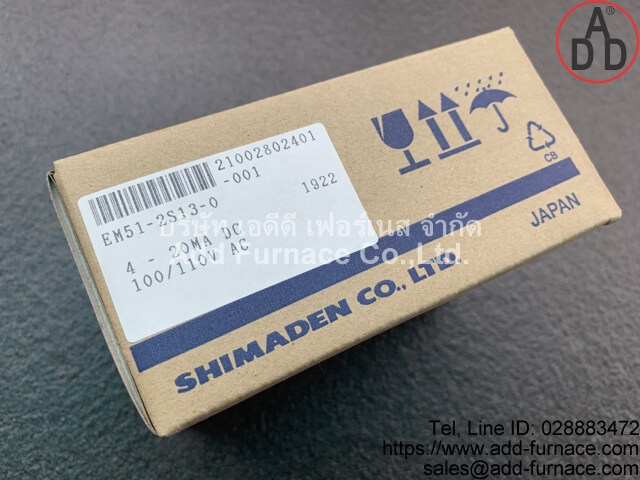 ADD
21002802401
-001
1922
EM51-2S13-0
4 - 20MA DC
100/110V AC
บริษัทเอดีดี เฟอร์เนส จำกัด
Add Furnace Co.,Ltd.
CB
JAPAN
SHIMADEN CO., LTD.
Tel, Line ID: 028883472
https://www.add-furnace.com
sales@add-furnace.com